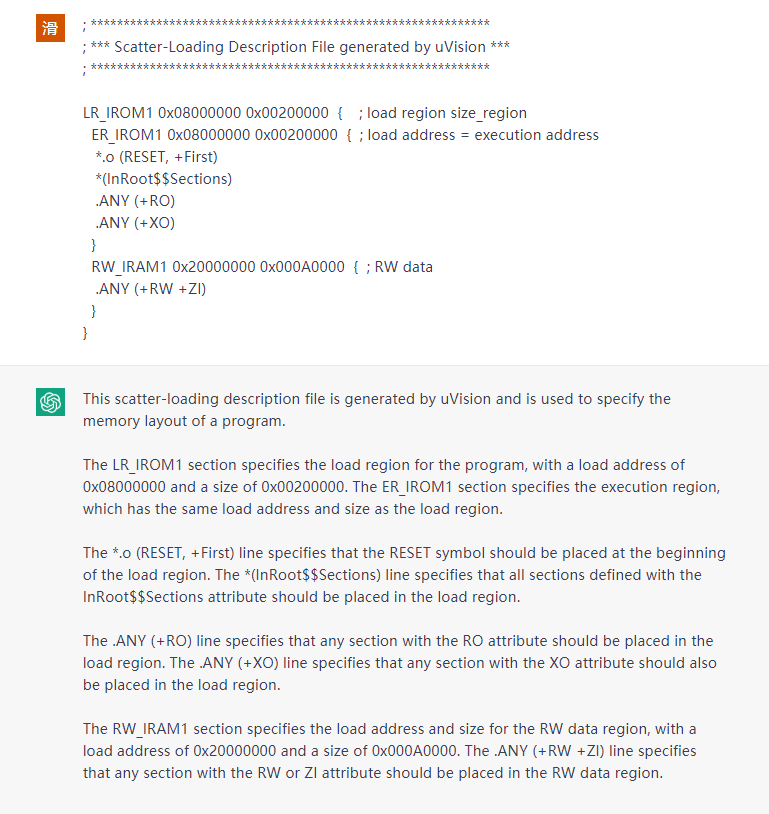 滑
; *************************************************************
; *** Scatter-Loading Description File generated by uVision ***
; *************************************************************
LR_IROM1 0x08000000 0x00200000 { ; load region size_region
ER_IROM1 0x08000000 0x00200000 { ; load address = execution address
*.o (RESET, +First)
*(InRoot$$Sections)
.ANY (+RO)
.ANY (+XO)
}
RW_IRAM1 0x20000000 0x000A0000 { ; RW data
.ANY (+RW +ZI)
}
}
This scatter-loading description file is generated by uVision and is used to specify the
memory layout of a program.
The LR_IROM1 section specifies the load region for the program, with a load address of
0x08000000 and a size of 0x00200000. The ER_IROM1 section specifies the execution region,
which has the same load address and size as the load region.
The *.o (RESET, +First) line specifies that the RESET symbol should be placed at the beginning
of the load region. The *(InRoot$$Sections) line specifies that all sections defined with the
InRoot$$Sections attribute should be placed in the load region.
The .ANY (+RO) line specifies that any section with the RO attribute should be placed in the
load region. The .ANY (+XO) line specifies that any section with the XO attribute should also
be placed in the load region.
The RW_IRAM1 section specifies the load address and size for the RW data region, with a
load address of 0x20000000 and a size of 0x000A0000. The .ANY (+RW +ZI) line specifies
that any section with the RW or ZI attribute should be placed in the RW data region.